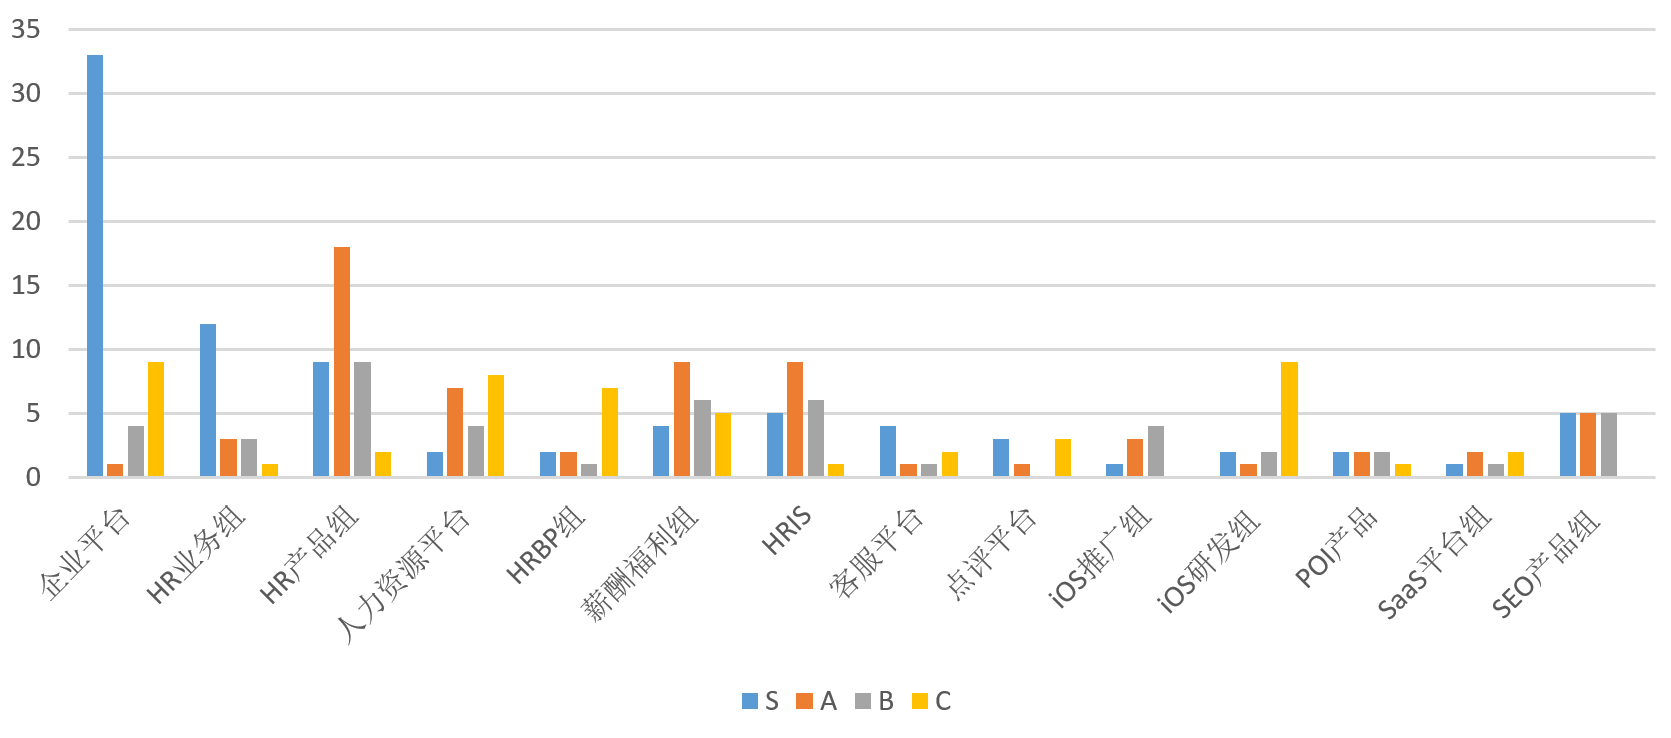 35
30
25
20
15
10
5
0
企业平台
HR业务组
HR产品组
人力资源平台
HRBP组
薪酬福利组
HRIS
客服平台
点评平台
iOS推广组
iOS研发组
POI产品
SaaS平台组
SEO产品组
S A B C